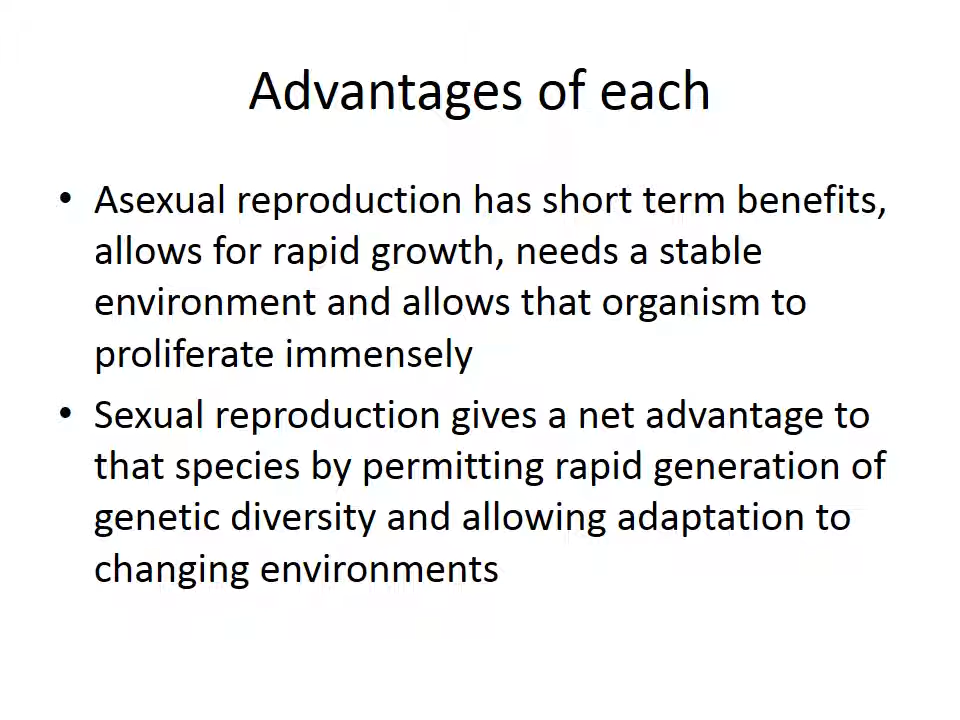 Advantages of each
• Asexual reproduction has short term benefits,
allows for rapid growth, needs a stable
environment and allows that organism to
proliferate immensely
• Sexual reproduction gives a net advantage to
that species by permitting rapid generation of
genetic diversity and allowing adaptation to
changing environments